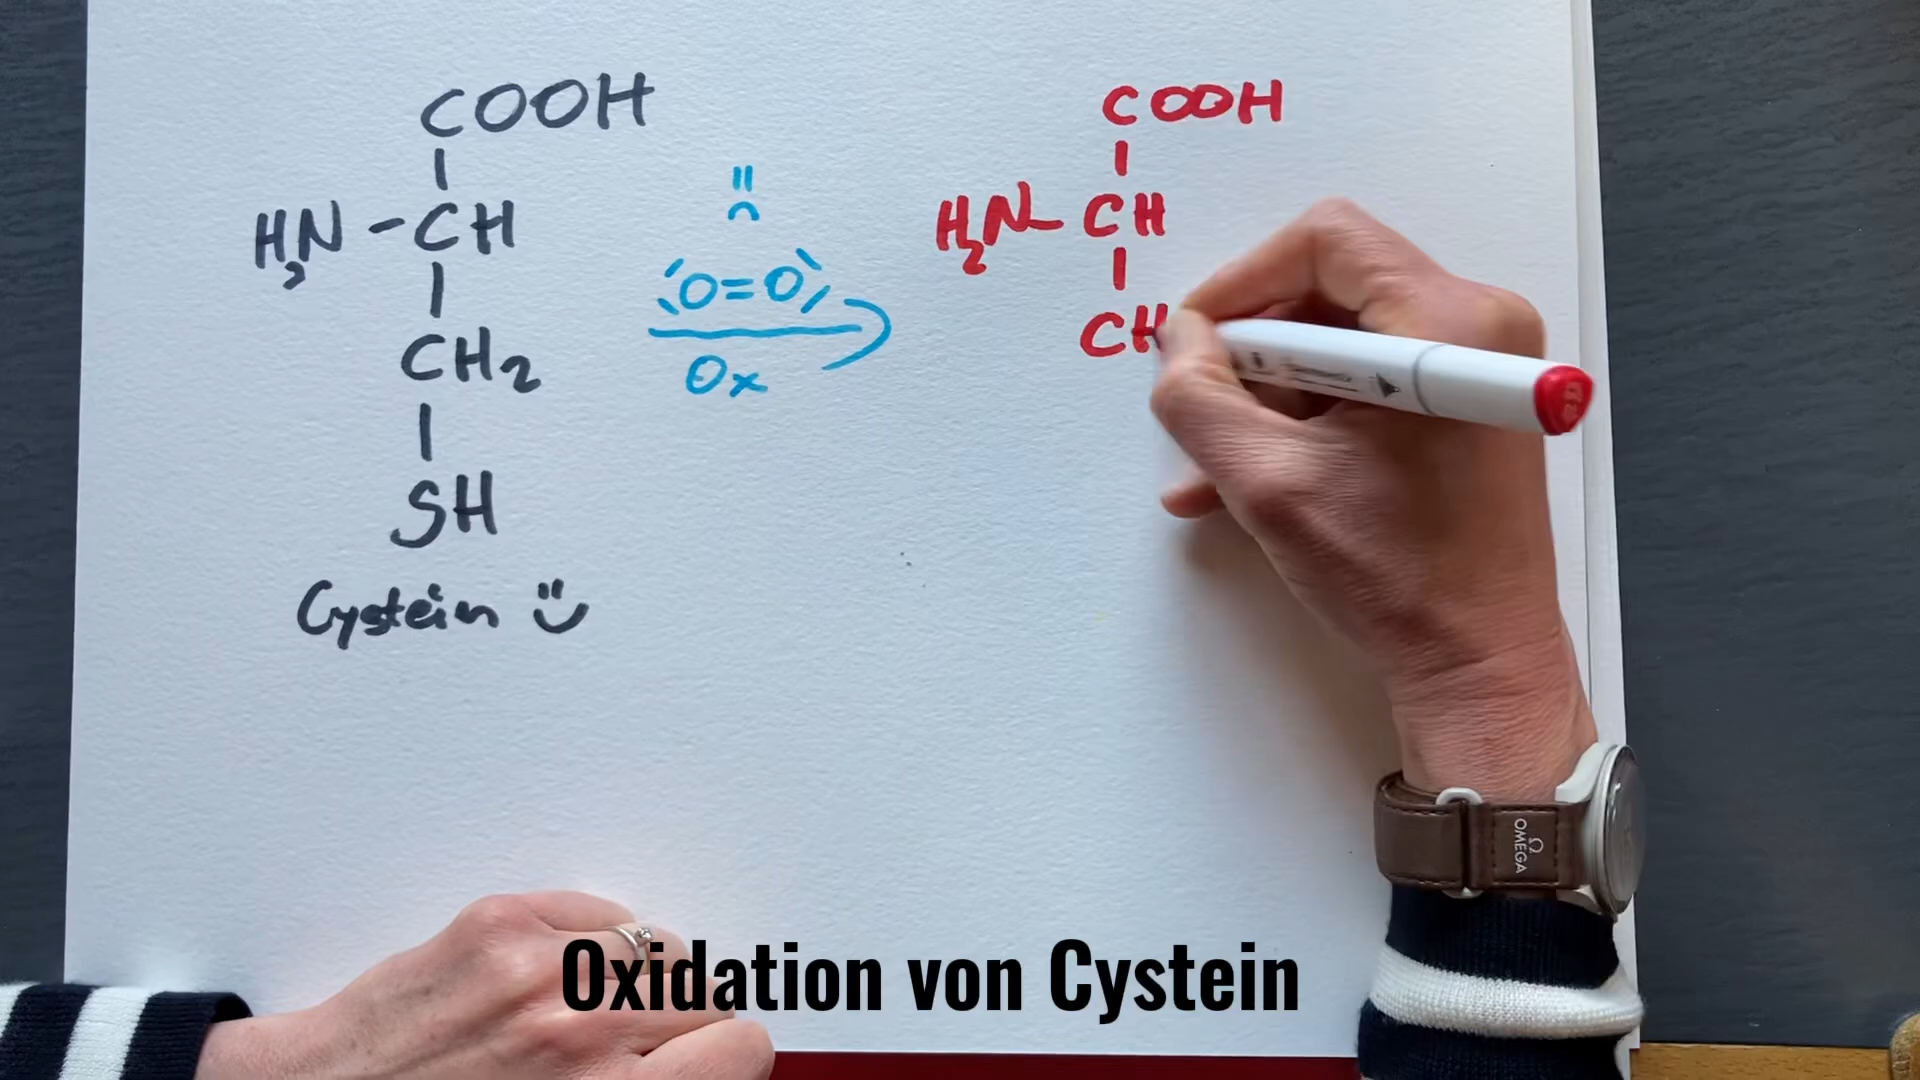 COOH
H₂N-CH
CH₂
SH
Cystein
O=O
Ox
COOH
H₂N-CH
CH
OMEGA
Oxidation von Cystein